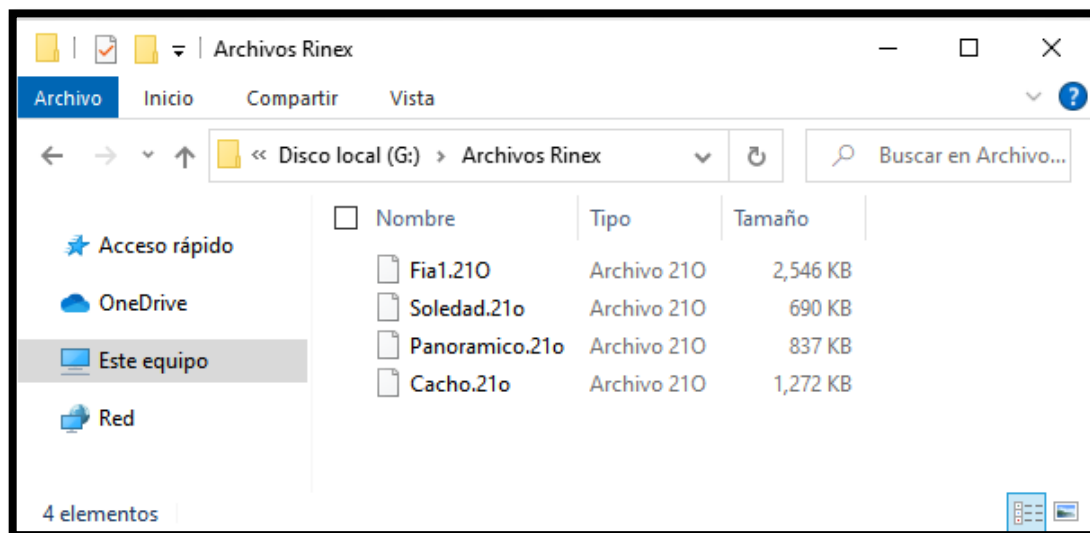 Archivos Rinex
Archivo Inicio Compartir Vista ?
« Disco local (G:) > Archivos Rinex Buscar en Archivo...
Nombre Tipo Tamaño
Acceso rápido
OneDrive
Este equipo
Red
Fia1.21O Archivo 21O 2,546 KB
Soledad.21o Archivo 21O 690 KB
Panoramico.21o Archivo 21O 837 KB
Cacho.21o Archivo 21O 1,272 KB
4 elementos